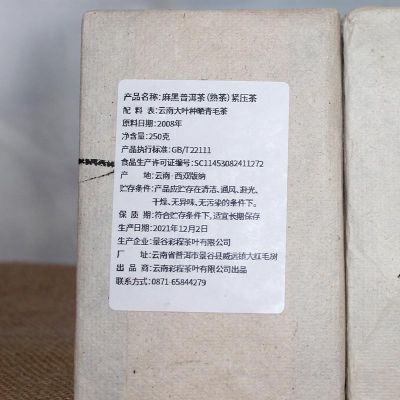 产品名称:麻黑普洱茶(熟茶)紧压茶
配 料 表:云南大叶种晒青毛茶
原料日期:2008年
净含量:250克
产品执行标准:GB/T22111
食品生产许可证编号:SC11453082411272
产 地:云南·西双版纳
贮存条件:产品应贮存在清洁、通风、避光、
干燥、无异味、无污染的条件下。
保 质 期:符合贮存条件下,适宜长期保存
生产日期:2021年12月2日
生产企业:景谷彩程茶叶有限公司
厂 址:云南省普洱市景谷县威远镇大红毛树
出 品 商:云南彩程茶叶有限公司出品
联系方式:0871-65844279